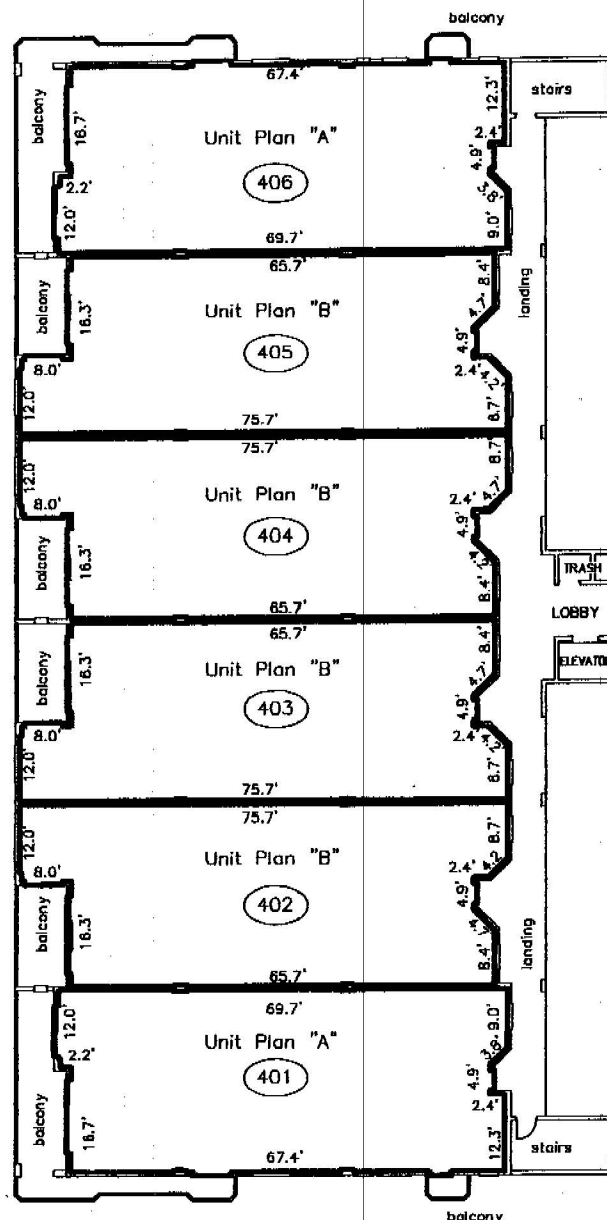 balcony
67.4'
12.3'
stairs
balcony
16.7'
Unit Plan "A"
2.4'
4.9'
406
2.2'
3.8'
12.0'
9.0'
69.7'
65.7'
8.4'
landing
balcony
16.3'
Unit Plan "B"
4.9'
405
8.0'
2.4'
12.0'
8.7'
75.7'
75.7'
8.7'
12.0'
Unit Plan "B"
8.0'
2.4'
404
4.9'
balcony
16.3'
8.4'
TRASH
65.7'
LOBBY
65.7'
8.4'
balcony
16.3'
Unit Plan "B"
ELEVATO
403
4.9'
8.0'
2.4'
12.0'
8.7'
75.7'
75.7'
8.7'
12.0'
Unit Plan "B"
8.0'
2.4'
402
4.9'
balcony
16.3'
8.4'
landing
65.7'
69.7'
12.0'
9.0'
Unit Plan "A"
2.2'
401
4.9'
2.4'
balcony
16.7'
12.3'
stairs
67.4'
balcony